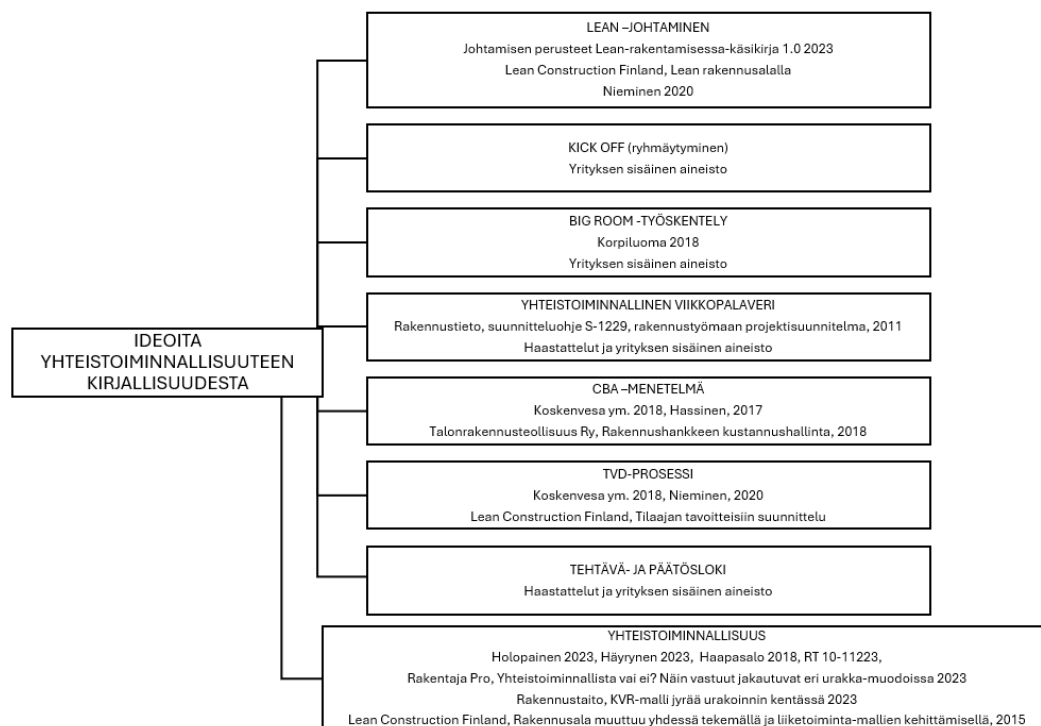 LEAN –JOHTAMINEN
Johtamisen perusteet Lean-rakentamisessa-käsikirja 1.0 2023
Lean Construction Finland, Lean rakennusalalla
Nieminen 2020
KICK OFF (ryhmäytyminen)
Yrityksen sisäinen aineisto
BIG ROOM -TYÖSKENTELY
Korpiluoma 2018
Yrityksen sisäinen aineisto
YHTEISTOIMINNALLINEN VIIKKOPALAVERI
Rakennustieto, suunnitteluohje S-1229, rakennustyömaan projektisuunnitelma, 2011
Haastattelut ja yrityksen sisäinen aineisto
IDEOITA
YHTEISTOIMINNALLISUUTEEN
KIRJALLISUUDESTA
CBA –MENETELMÄ
Koskenvesa ym. 2018, Hassinen, 2017
Talonrakennusteollisuus Ry, Rakennushankkeen kustannushallinta, 2018
TVD-PROSESSI
Koskenvesa ym. 2018, Nieminen, 2020
Lean Construction Finland, Tilaajan tavoitteisiin suunnittelu
TEHTÄVÄ- JA PÄÄTÖSLOKI
Haastattelut ja yrityksen sisäinen aineisto
YHTEISTOIMINNALLISUUS
Holopainen 2023, Häyrynen 2023, Haapasalo 2018, RT 10-11223,
Rakentaja Pro, Yhteistoiminnallista vai ei? Näin vastuut jakautuvat eri urakka-muodoissa 2023
Rakennustaito, KVR-malli jyrää urakoinnin kentässä 2023
Lean Construction Finland, Rakennusala muuttuu yhdessä tekemällä ja liiketoiminta-mallien kehittämisellä, 2015